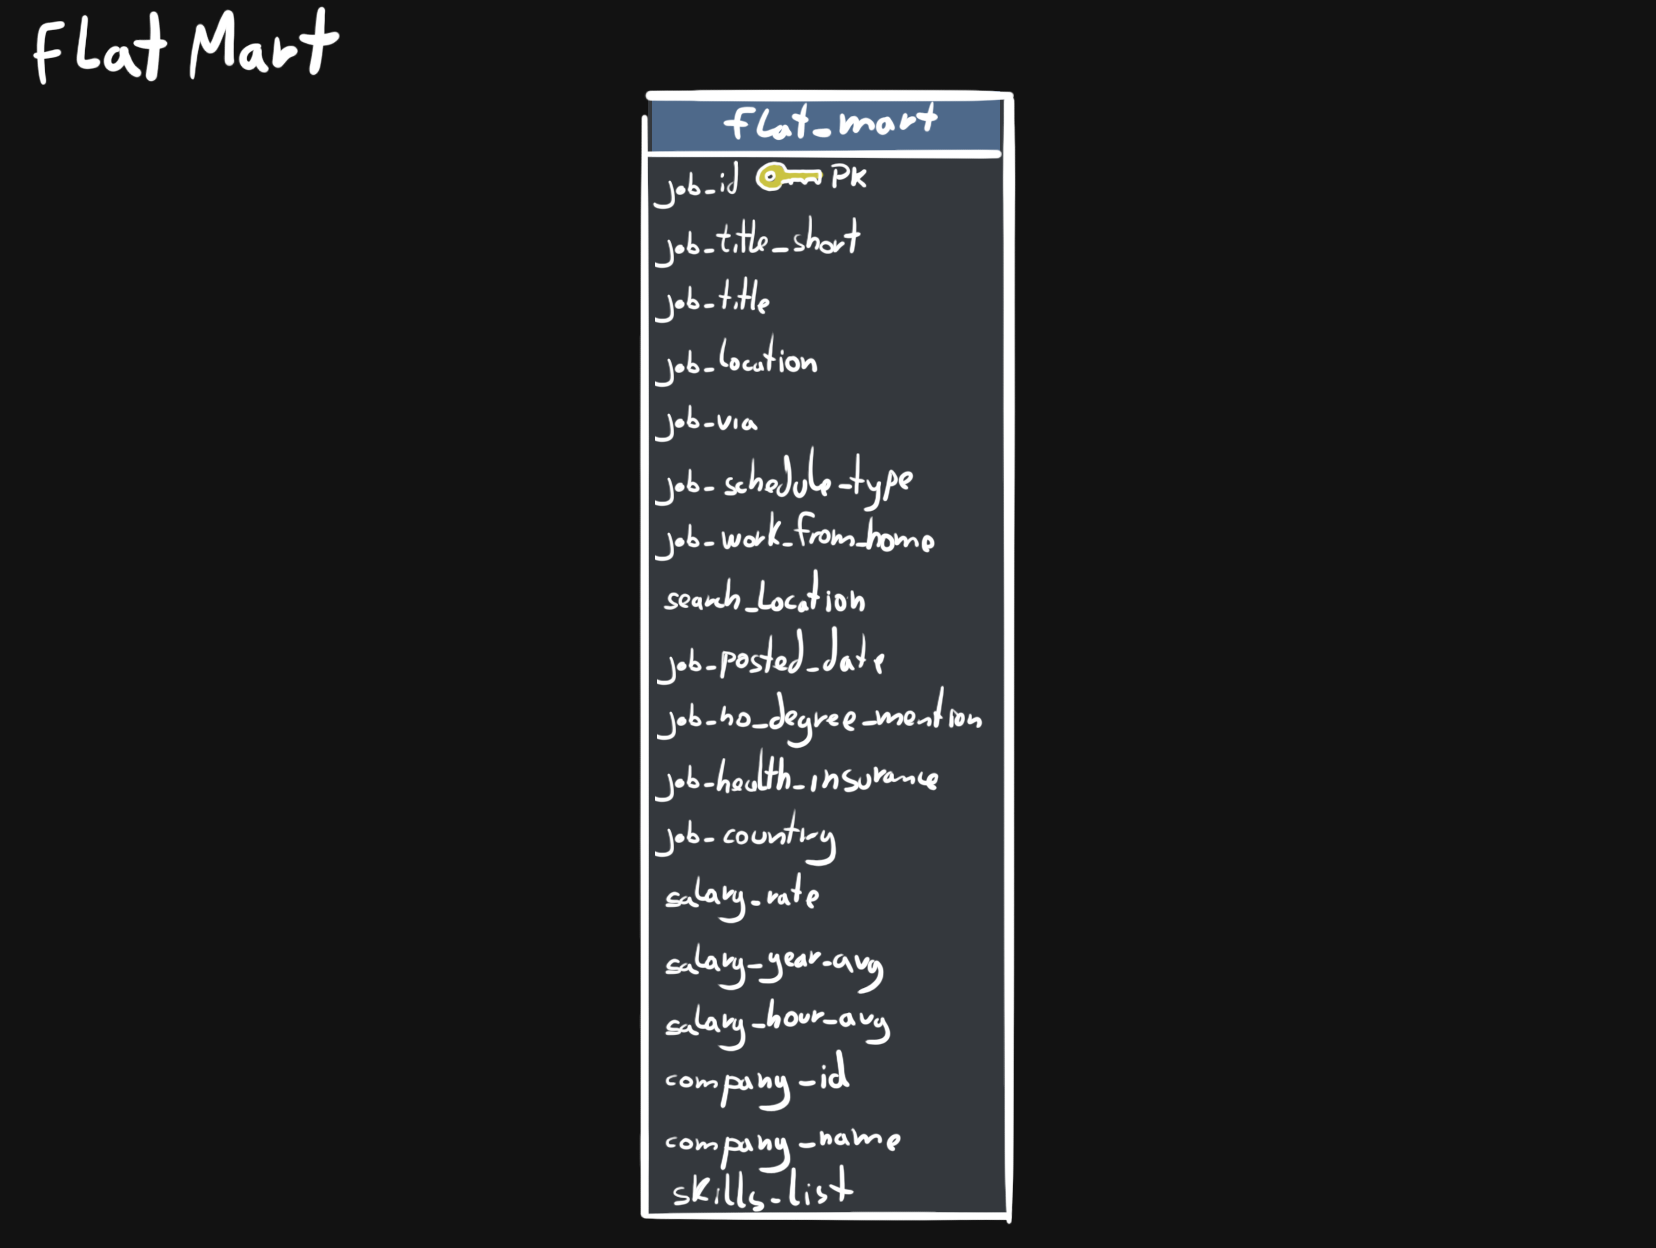 Flat Mart
flat_mart
job_id PK
job_title_short
job_title
job_location
job_via
job_schedule_type
job_work_from_home
search_location
job_posted_date
job_no_degree_mention
job_health_insurance
job_country
salary_rate
salary_year_avg
salary_hour_avg
company_id
company_name
skills_list